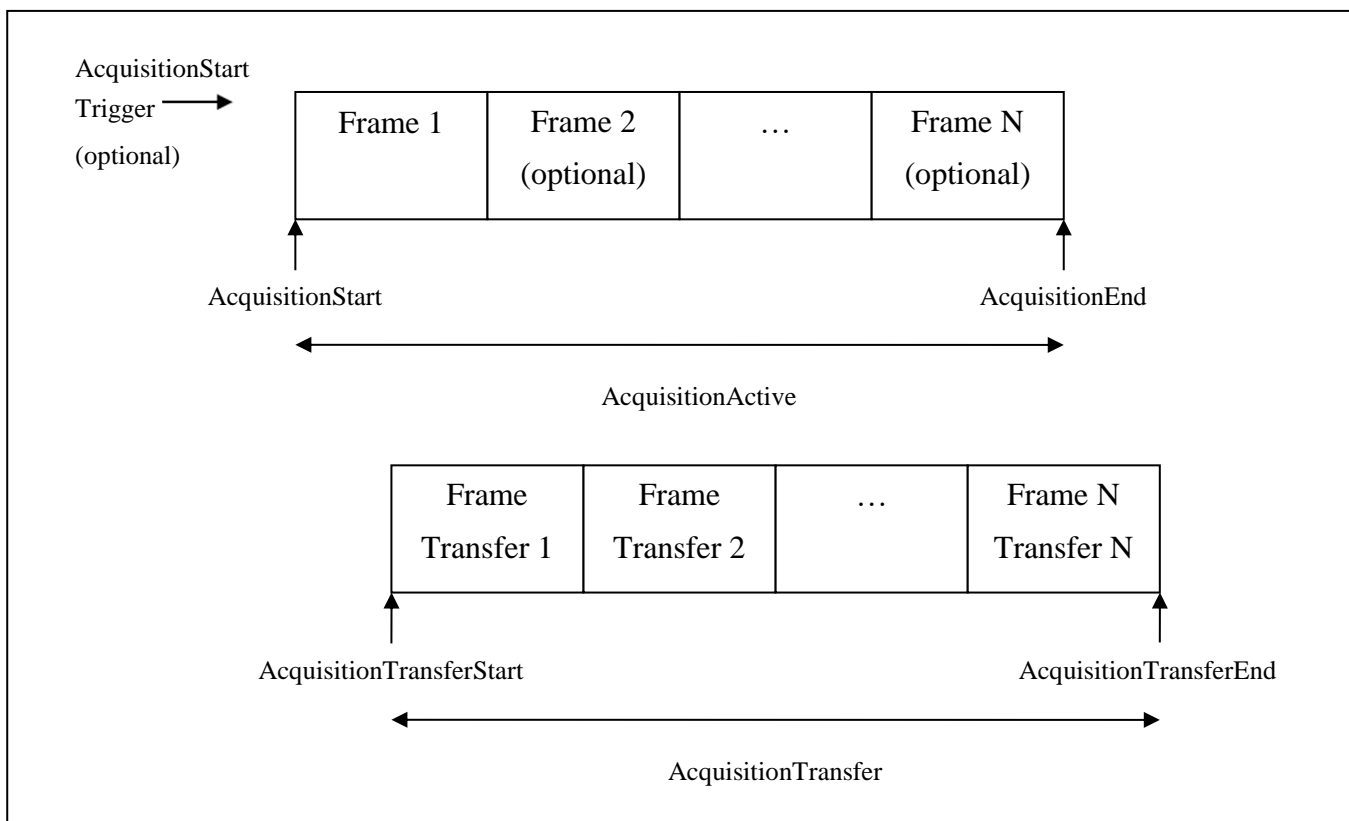 AcquisitionStart
Trigger
(optional)
Frame 1
Frame 2
(optional)
…
Frame N
(optional)
AcquisitionStart
AcquisitionEnd
AcquisitionActive
Frame
Transfer 1
Frame
Transfer 2
…
Frame N
Transfer N
AcquisitionTransferStart
AcquisitionTransferEnd
AcquisitionTransfer